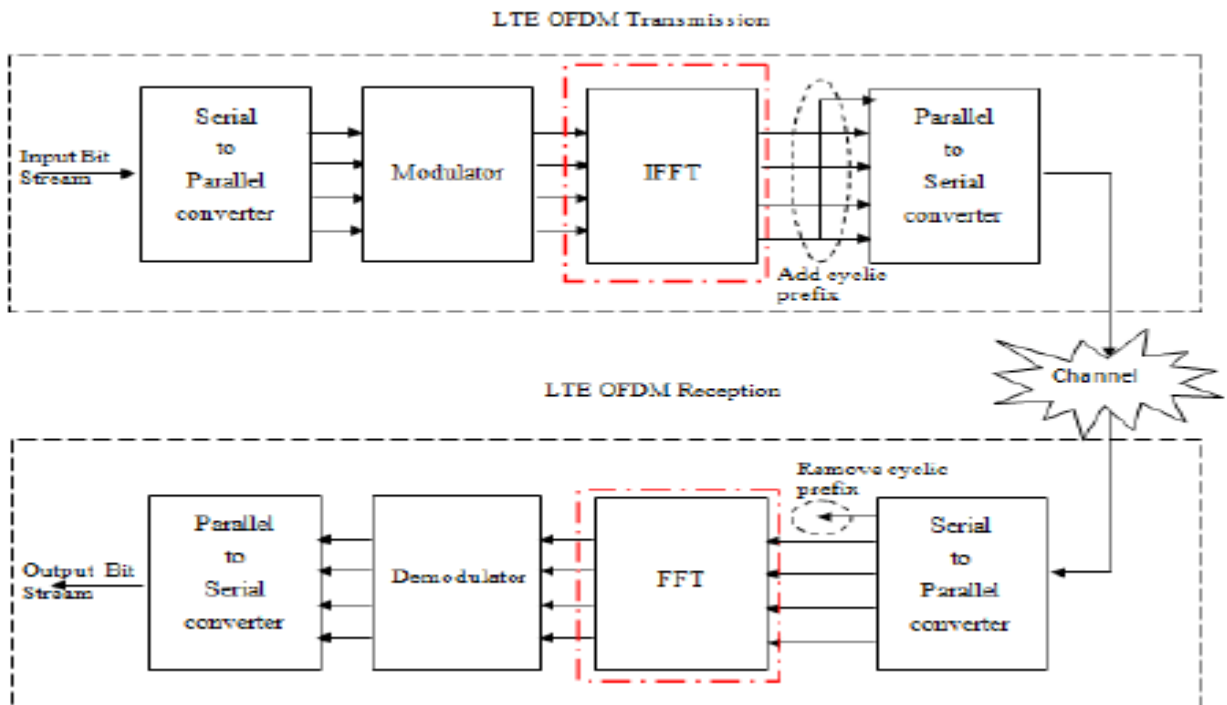 LTE OFDM Transmission
Input Bit
Stream
Serial
to
Parallel
converter
Modulator
IFFT
Add cyclic
prefix
Parallel
to
Serial
converter
Channel
LTE OFDM Reception
Output Bit
Stream
Parallel
to
Serial
converter
Demodulator
FFT
Remove cyclic
prefix
Serial
to
Parallel
converter